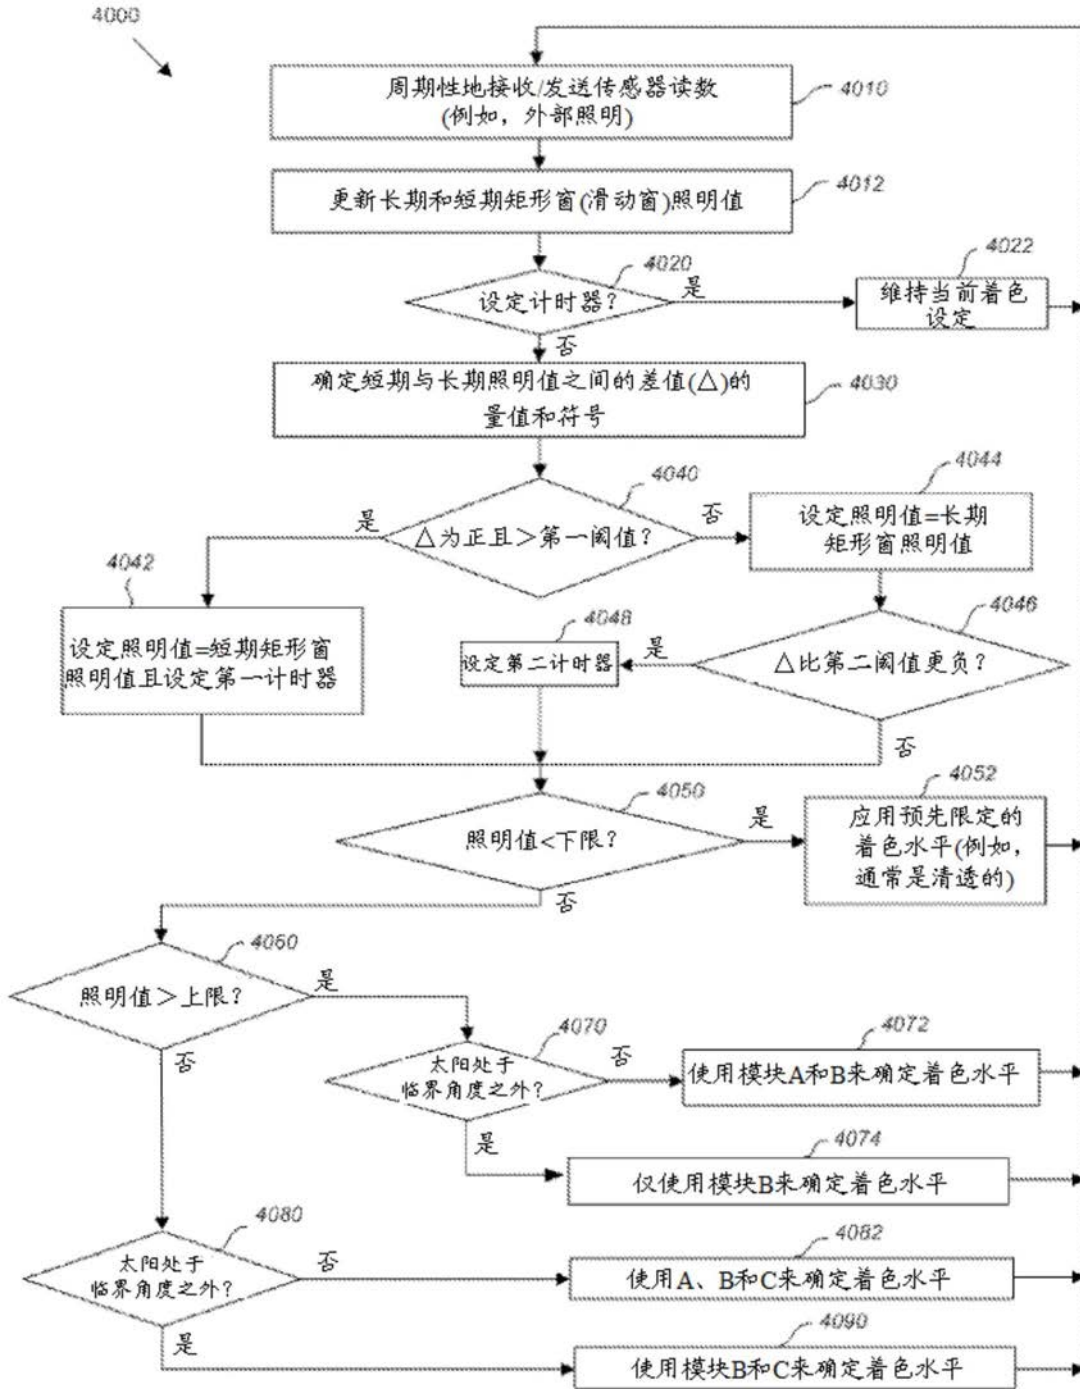 4000
周期性地接收/发送传感器读数
(例如，外部照明)
4010
更新长期和短期矩形窗(滑动窗)照明值
4012
设定计时器？
4020
是
维持当前着色
设定
4022
否
确定短期与长期照明值之间的差值(△)的
量值和符号
4030
△为正且＞第一阈值？
4040
是
否
设定照明值=长期
矩形窗照明值
4044
4042
设定照明值=短期矩形窗
照明值且设定第一计时器
4048
设定第二计时器
是
△比第二阈值更负？
4046
否
照明值<下限？
4050
是
应用预先限定的
着色水平(例如，
通常是清透的)
4052
否
照明值＞上限？
4060
是
否
太阳处于
临界角度之外？
4070
否
使用模块A和B来确定着色水平
4072
是
仅使用模块B来确定着色水平
4074
太阳处于
临界角度之外？
4080
否
使用A、B和C来确定着色水平
4082
是
使用模块B和C来确定着色水平
4090